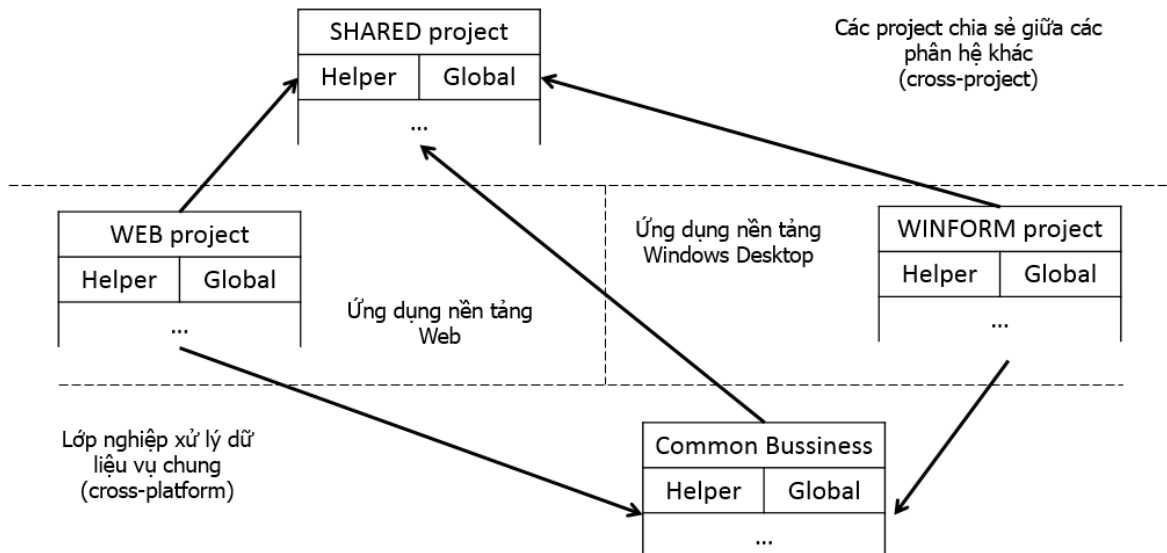 SHARED project
Helper
Global
...
Các project chia sẻ giữa các
phân hệ khác
(cross-project)
WEB project
Helper
Global
...
Ứng dụng nền tảng
Web
Ứng dụng nền tảng
Windows Desktop
WINFORM project
Helper
Global
...
Lớp nghiệp xử lý dữ
liệu vụ chung
(cross-platform)
Common Bussiness
Helper
Global
...